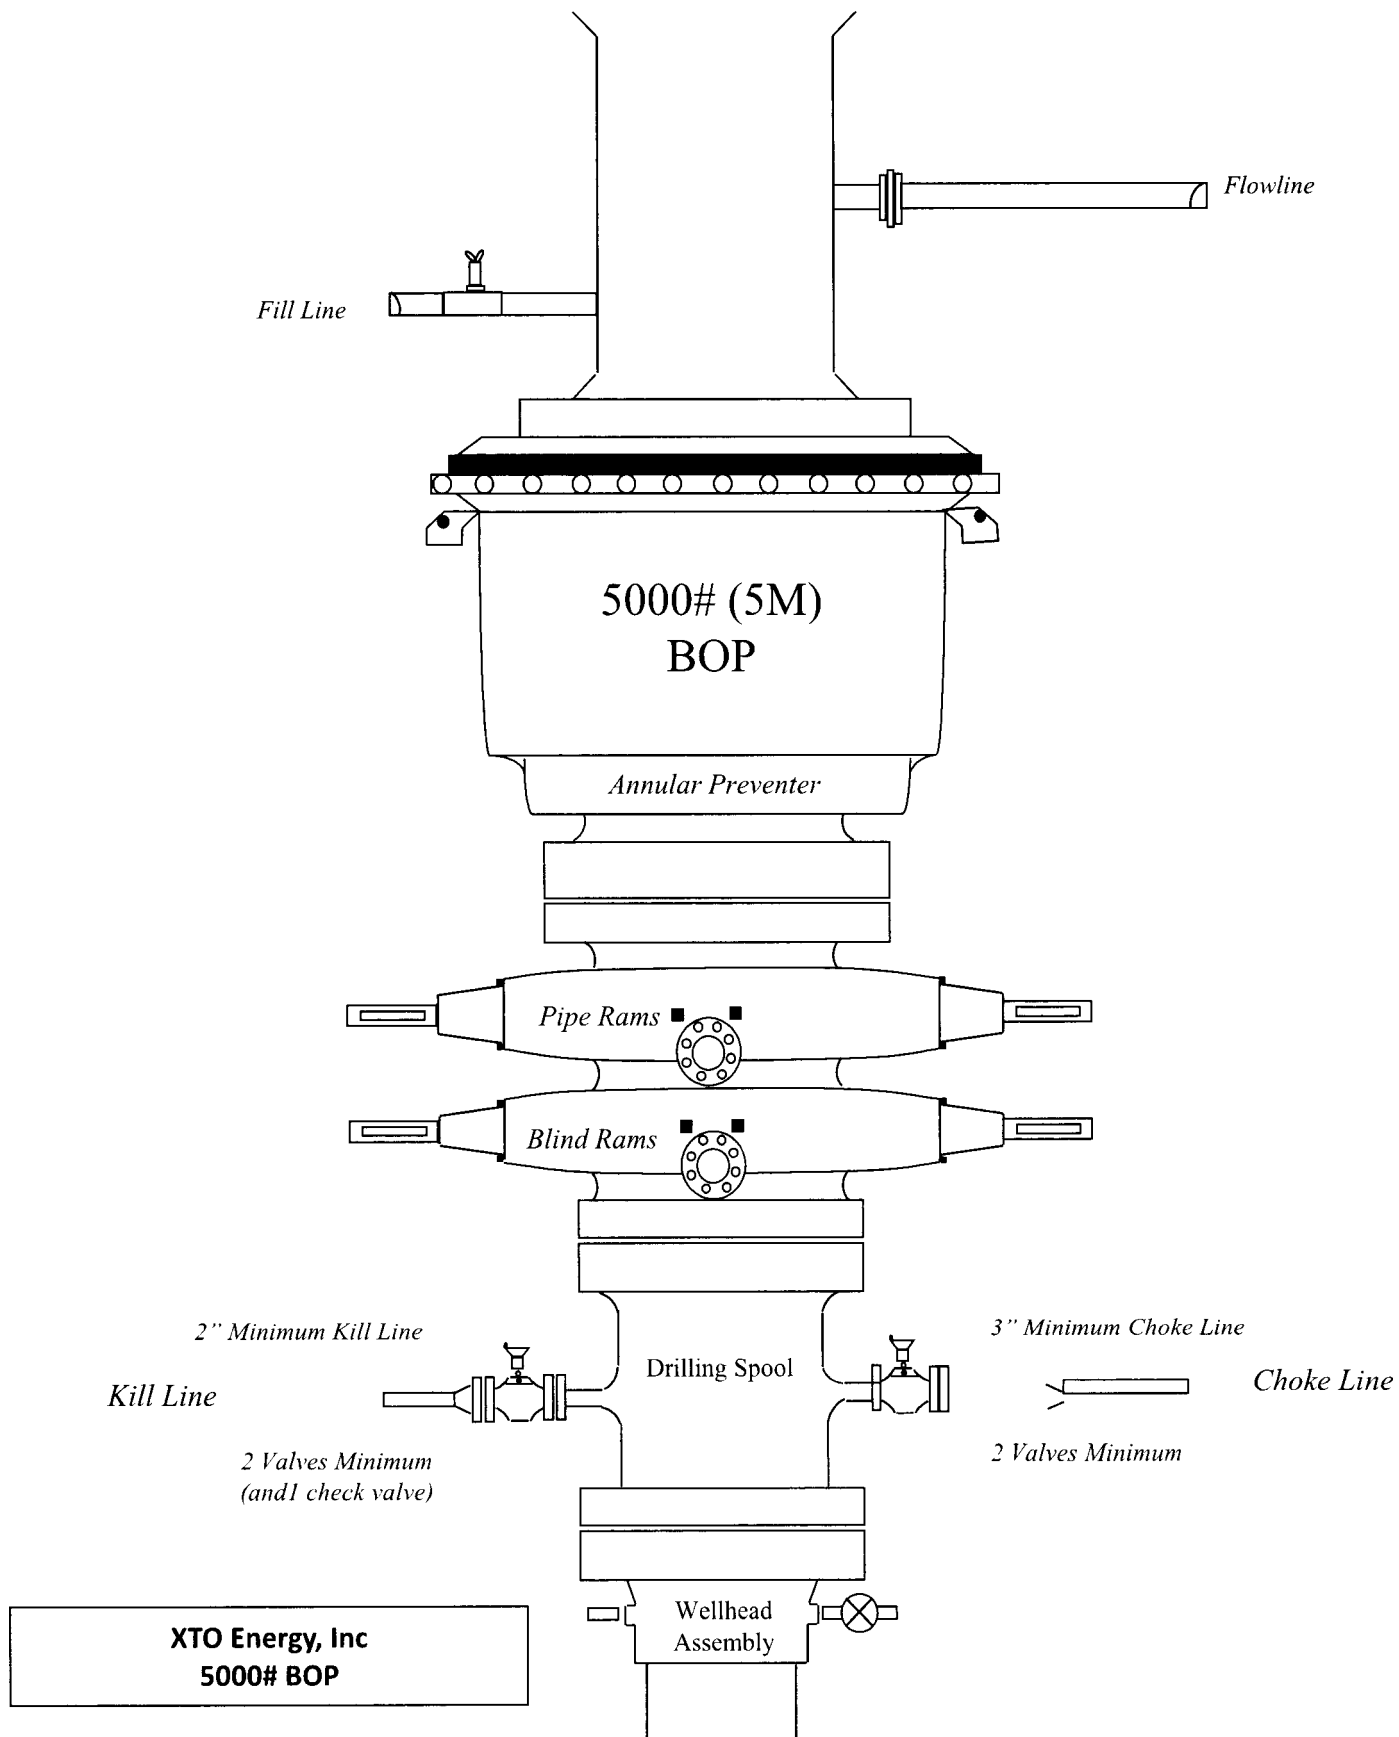 Flowline
Fill Line
5000# (5M)
BOP
Annular Preventer
Pipe Rams
Blind Rams
2” Minimum Kill Line
3” Minimum Choke Line
Drilling Spool
Kill Line
Choke Line
2 Valves Minimum
(and1 check valve)
2 Valves Minimum
Wellhead
Assembly
XTO Energy, Inc
5000# BOP